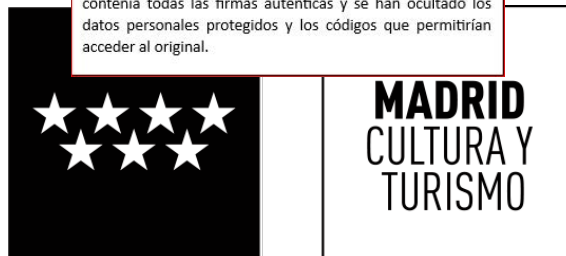 contenía todas las firmas auténticas y se han ocultado los
datos personales protegidos y los códigos que permitirían
acceder al original.
MADRID
CULTURA Y
TURISMO